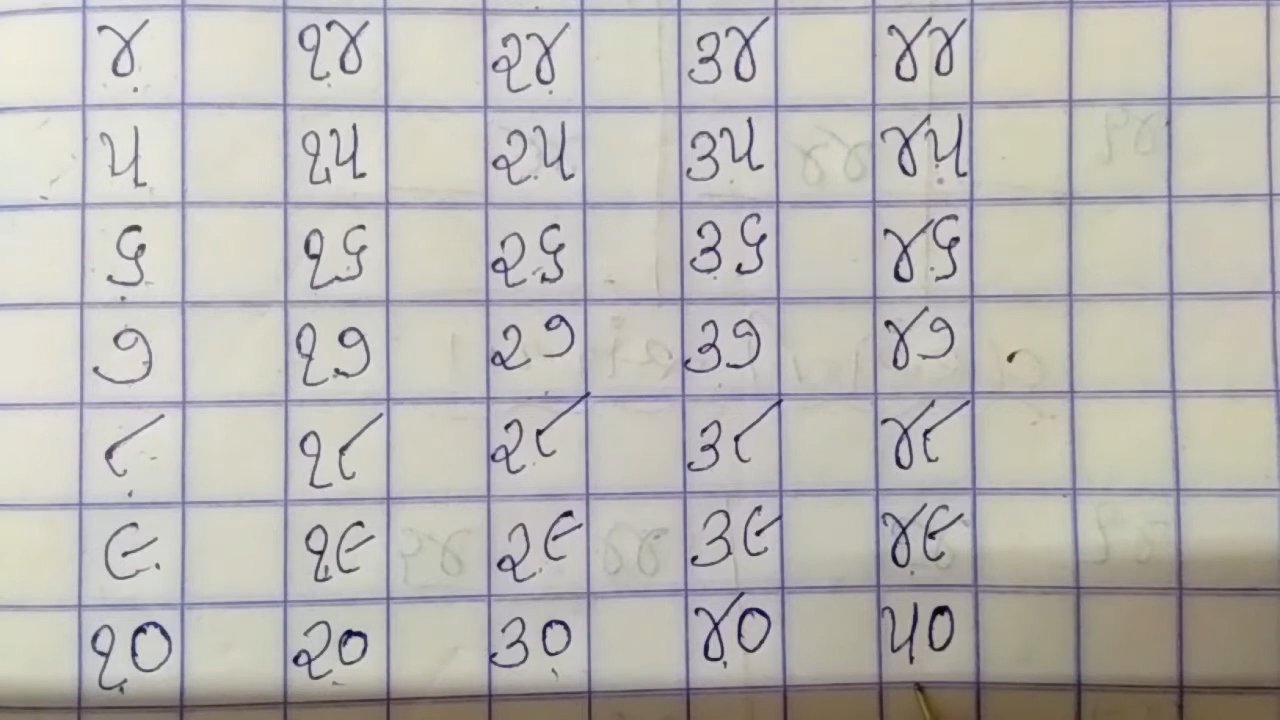 ૪ ૧૪ ૨૪ ૩૪ ૪૪
૫ ૧૫ ૨૫ ૩૫ ૪૫
૬ ૧૬ ૨૬ ૩૬ ૪૬
૭ ૧૭ ૨૭ ૩૭ ૪૭
૮ ૧૮ ૨૮ ૩૮ ૪૮
૯ ૧૯ ૨૯ ૩૯ ૪૯
૧૦ ૨૦ ૩૦ ૪૦ ૫૦